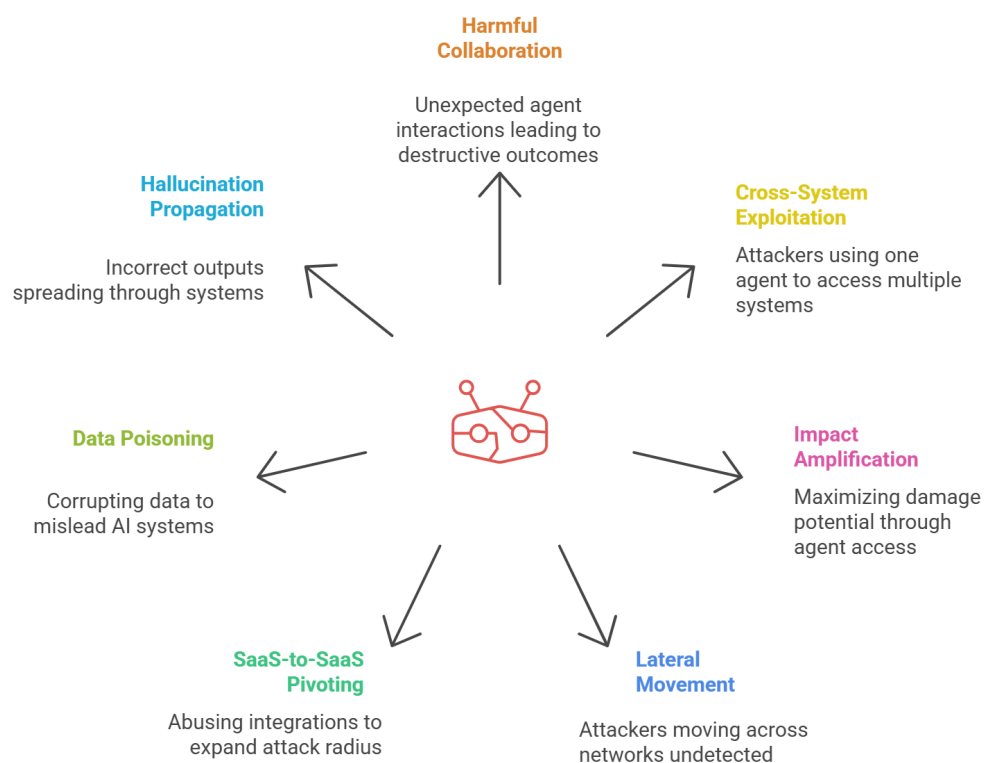 Harmful
Collaboration
Unexpected agent
interactions leading to
destructive outcomes
Hallucination
Propagation
Incorrect outputs
spreading through systems
Cross-System
Exploitation
Attackers using one
agent to access multiple
systems
Data Poisoning
Corrupting data to
mislead AI systems
Impact
Amplification
Maximizing damage
potential through
agent access
SaaS-to-SaaS
Pivoting
Abusing integrations to
expand attack radius
Lateral
Movement
Attackers moving across
networks undetected